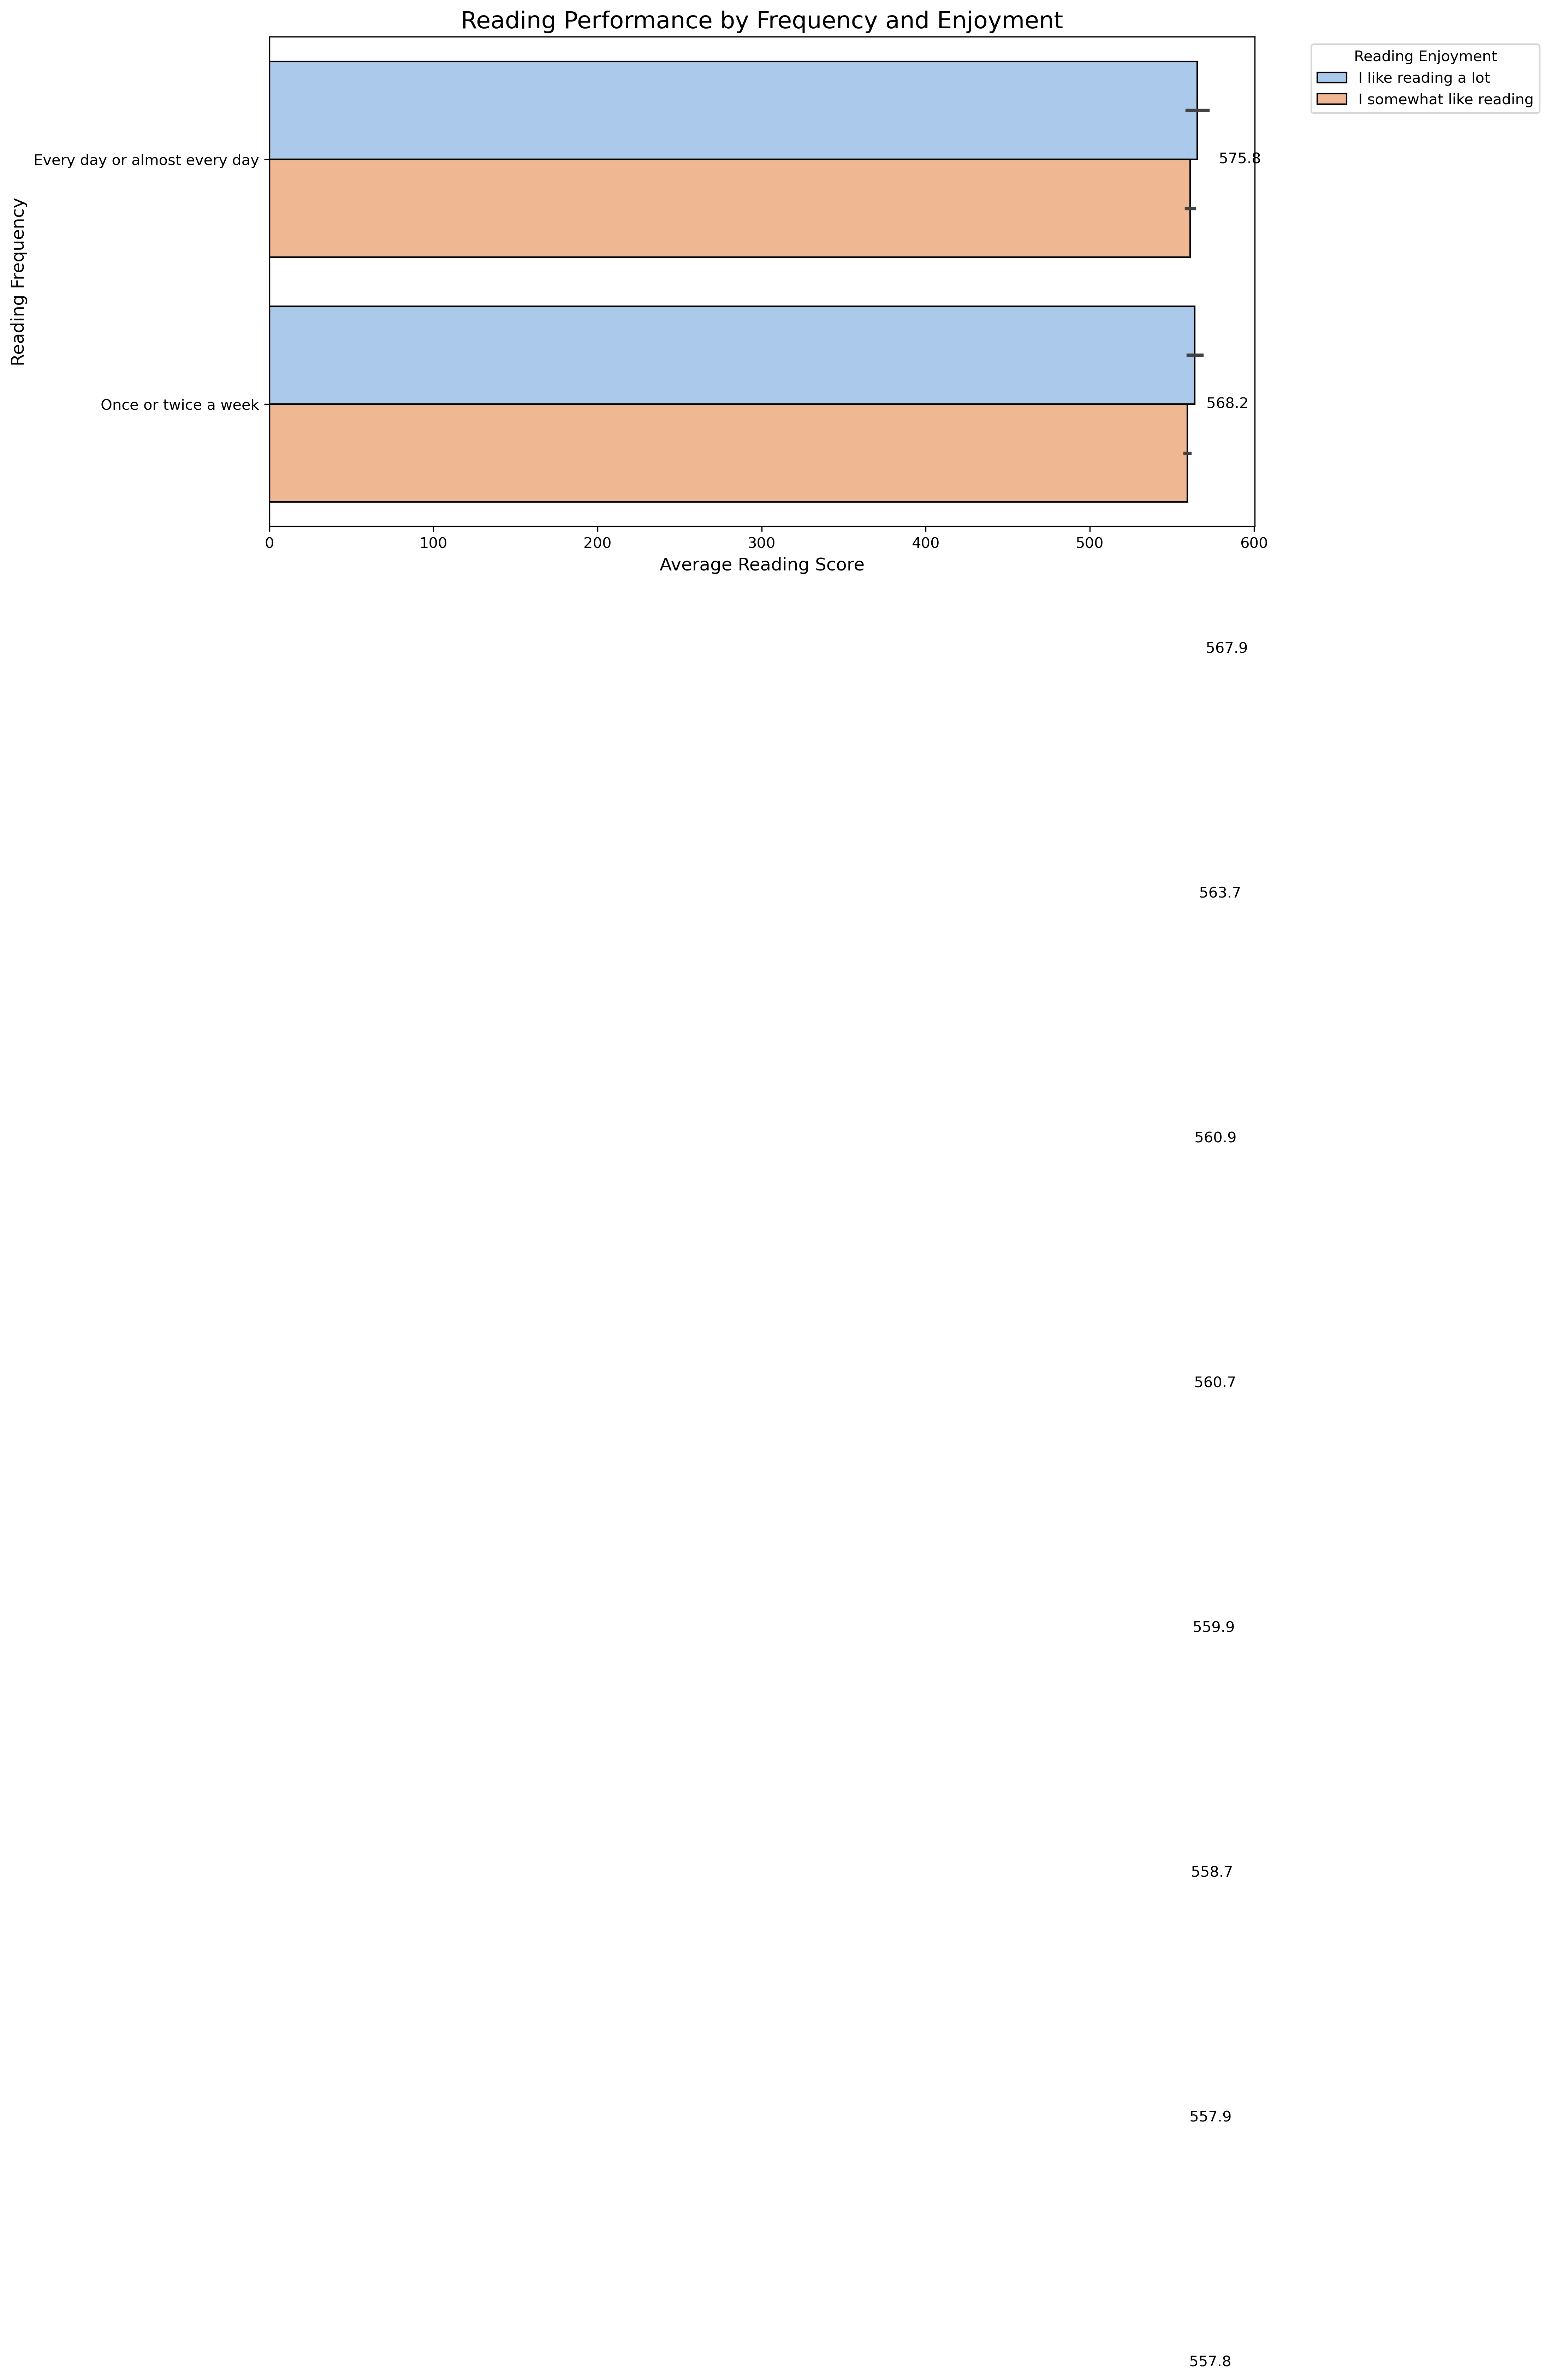 Reading Performance by Frequency and Enjoyment
Reading Enjoyment
I like reading a lot
I somewhat like reading
Reading Frequency
Every day or almost every day
575.8
Once or twice a week
568.2
0 100 200 300 400 500 600
Average Reading Score
567.9
563.7
560.9
560.7
559.9
558.7
557.9
557.8